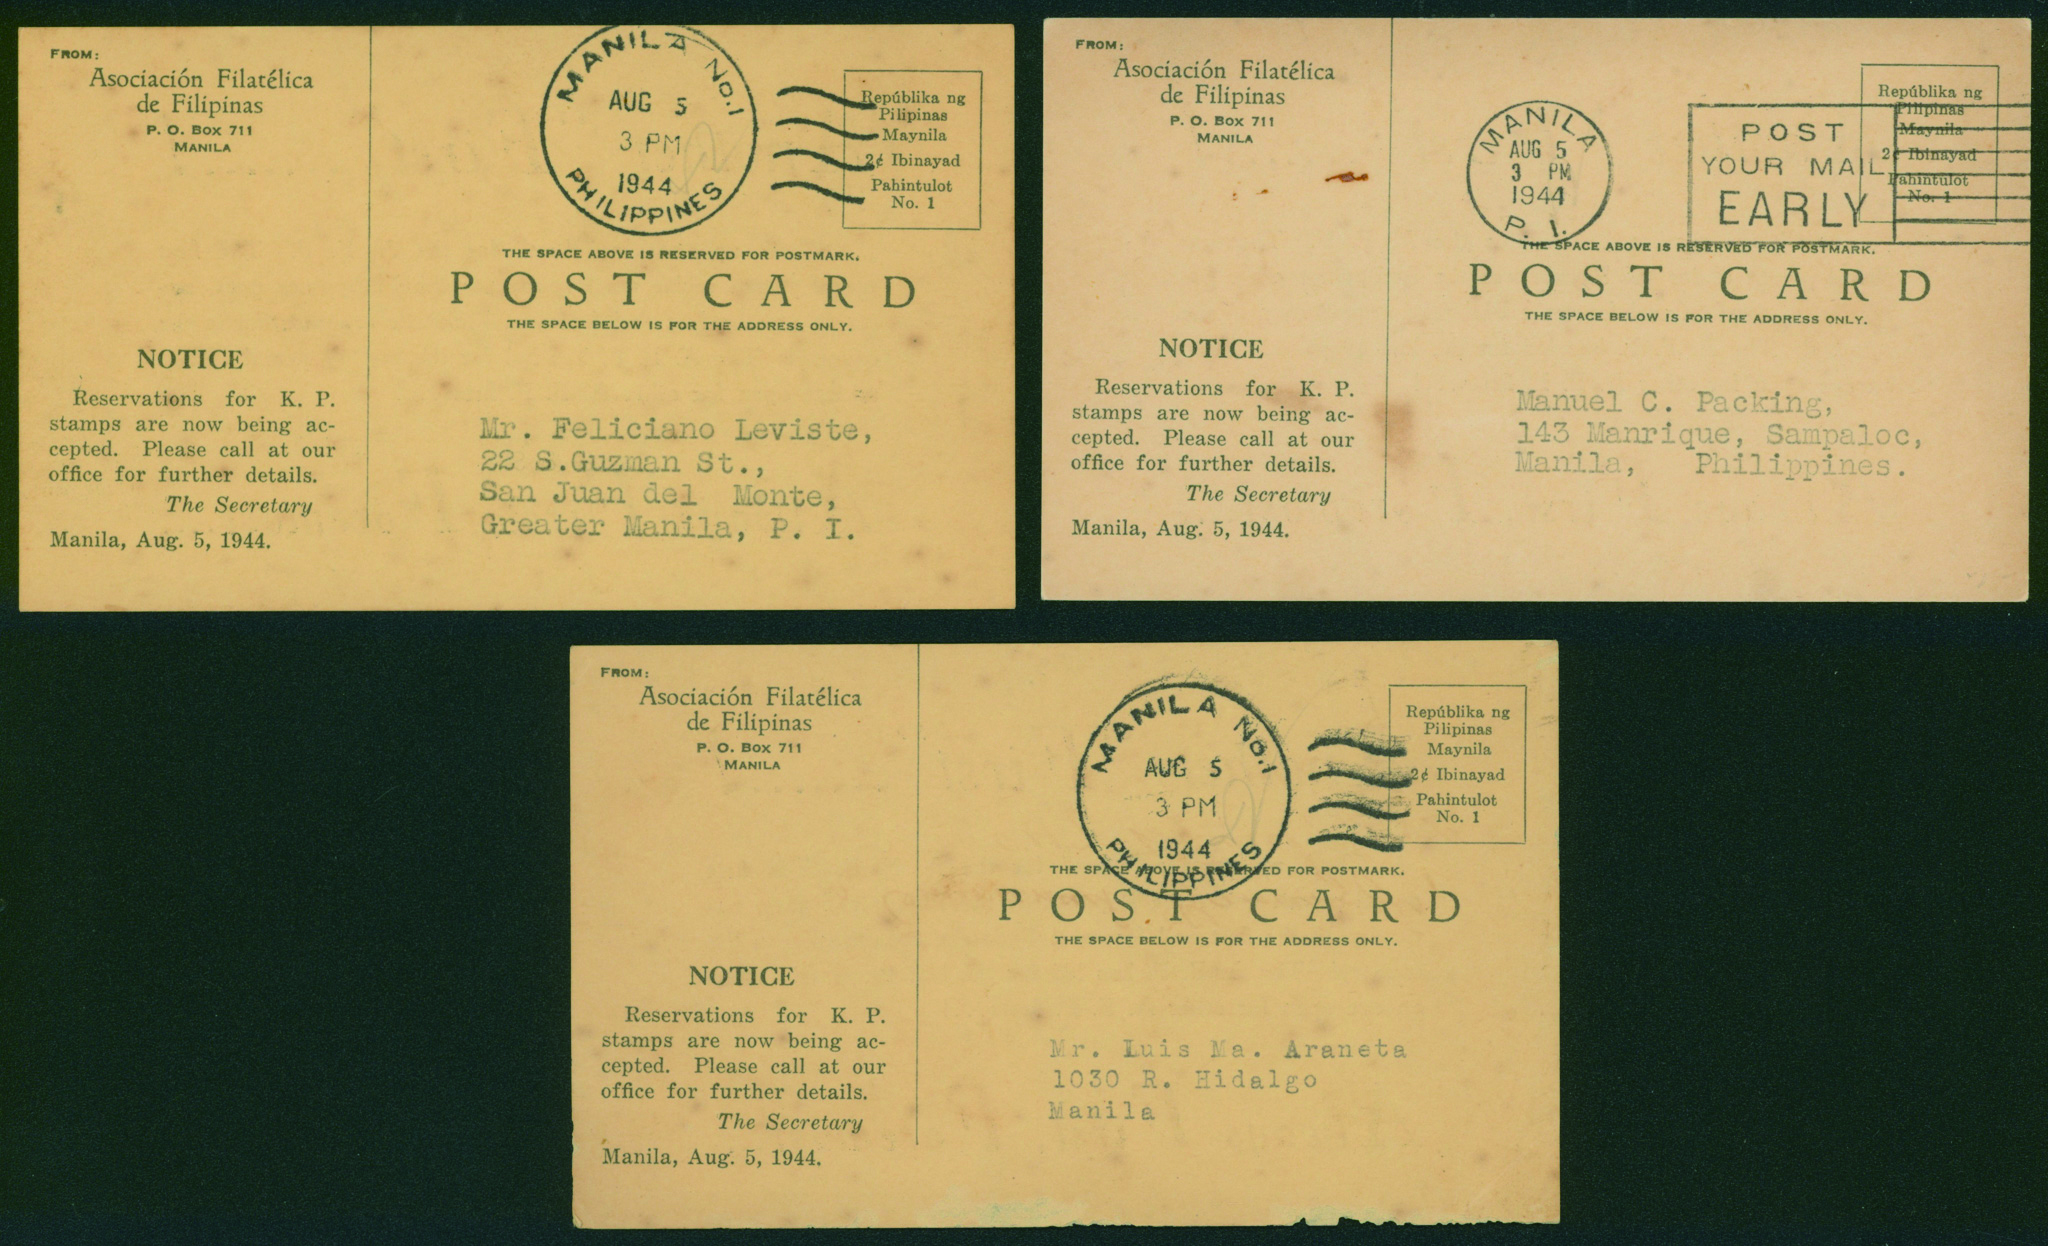 FROM:
Asociación Filatélica
de Filipinas
P. O. Box 711
MANILA
MANILA No.1
AUG 5
3 PM
1944
PHILIPPINES
Repúblika ng
Pilipinas
Maynila
2¢ Ibinayad
Pahintulot
No. 1
THE SPACE ABOVE IS RESERVED FOR POSTMARK.
POST CARD
THE SPACE BELOW IS FOR THE ADDRESS ONLY.
NOTICE
Reservations for K. P.
stamps are now being ac-
cepted. Please call at our
office for further details.
The Secretary
Manila, Aug. 5, 1944.
Mr. Feliciano Leviste,
22 S.Guzman St.,
San Juan del Monte,
Greater Manila, P. I.
FROM:
Asociación Filatélica
de Filipinas
P. O. Box 711
MANILA
MANILA
AUG 5
3 PM
1944
P. I.
POST
YOUR MAIL
EARLY
Repúblika ng
Pilipinas
Maynila
2¢ Ibinayad
Pahintulot
No. 1
THE SPACE ABOVE IS RESERVED FOR POSTMARK.
POST CARD
THE SPACE BELOW IS FOR THE ADDRESS ONLY.
NOTICE
Reservations for K. P.
stamps are now being ac-
cepted. Please call at our
office for further details.
The Secretary
Manila, Aug. 5, 1944.
Manuel C. Packing,
143 Manrique, Sampaloc,
Manila, Philippines.
FROM:
Asociación Filatélica
de Filipinas
P. O. Box 711
MANILA
MANILA No.1
AUG 5
3 PM
1944
PHILIPPINES
Repúblika ng
Pilipinas
Maynila
2¢ Ibinayad
Pahintulot
No. 1
THE SPACE ABOVE IS RESERVED FOR POSTMARK.
POST CARD
THE SPACE BELOW IS FOR THE ADDRESS ONLY.
NOTICE
Reservations for K. P.
stamps are now being ac-
cepted. Please call at our
office for further details.
The Secretary
Manila, Aug. 5, 1944.
Mr. Luis Ma. Araneta
1030 R. Hidalgo
Manila